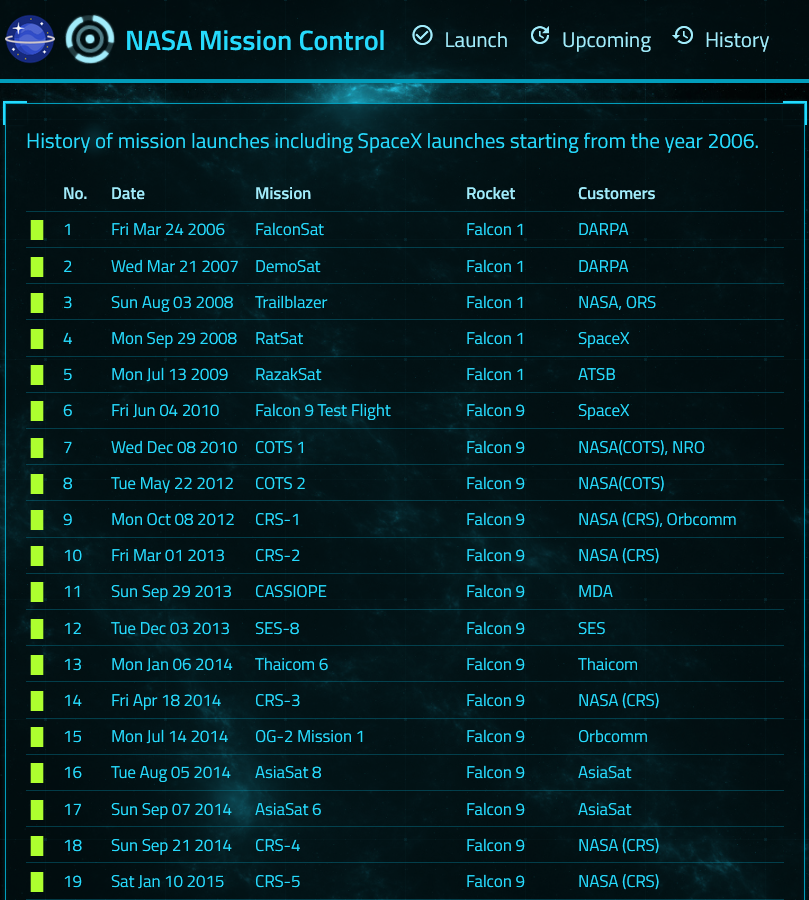 NASA Mission Control Launch Upcoming History
History of mission launches including SpaceX launches starting from the year 2006.
No. Date Mission Rocket Customers
1 Fri Mar 24 2006 FalconSat Falcon 1 DARPA
2 Wed Mar 21 2007 DemoSat Falcon 1 DARPA
3 Sun Aug 03 2008 Trailblazer Falcon 1 NASA, ORS
4 Mon Sep 29 2008 RatSat Falcon 1 SpaceX
5 Mon Jul 13 2009 RazakSat Falcon 1 ATSB
6 Fri Jun 04 2010 Falcon 9 Test Flight Falcon 9 SpaceX
7 Wed Dec 08 2010 COTS 1 Falcon 9 NASA(COTS), NRO
8 Tue May 22 2012 COTS 2 Falcon 9 NASA(COTS)
9 Mon Oct 08 2012 CRS-1 Falcon 9 NASA (CRS), Orbcomm
10 Fri Mar 01 2013 CRS-2 Falcon 9 NASA (CRS)
11 Sun Sep 29 2013 CASSIOPE Falcon 9 MDA
12 Tue Dec 03 2013 SES-8 Falcon 9 SES
13 Mon Jan 06 2014 Thaicom 6 Falcon 9 Thaicom
14 Fri Apr 18 2014 CRS-3 Falcon 9 NASA (CRS)
15 Mon Jul 14 2014 OG-2 Mission 1 Falcon 9 Orbcomm
16 Tue Aug 05 2014 AsiaSat 8 Falcon 9 AsiaSat
17 Sun Sep 07 2014 AsiaSat 6 Falcon 9 AsiaSat
18 Sun Sep 21 2014 CRS-4 Falcon 9 NASA (CRS)
19 Sat Jan 10 2015 CRS-5 Falcon 9 NASA (CRS)